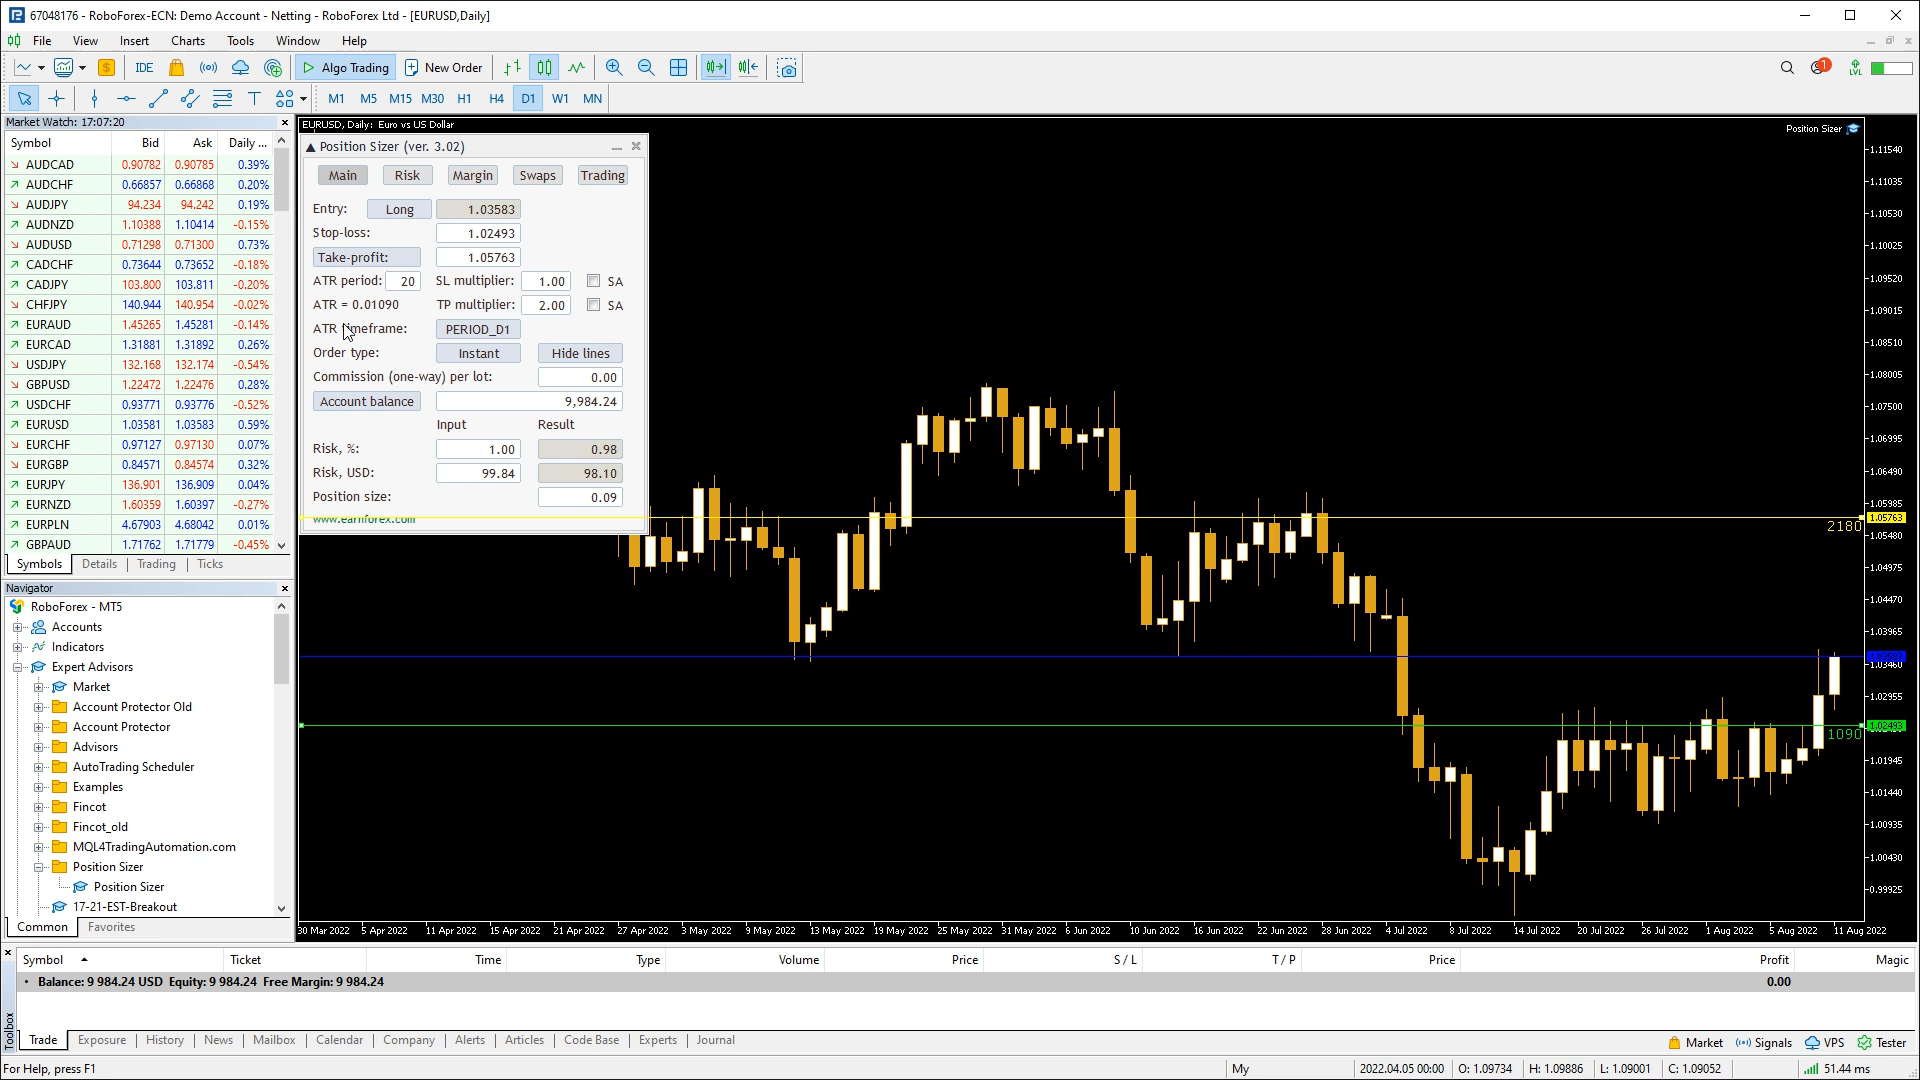 67048176 - RoboForex-ECN: Demo Account - Netting - RoboForex Ltd - [EURUSD,Daily]
File View Insert Charts Tools Window Help
IDE Algo Trading New Order 1 LVL
M1 M5 M15 M30 H1 H4 D1 W1 MN
Market Watch: 17:07:20
Symbol Bid Ask Daily ...
AUDCAD 0.90782 0.90785 0.39%
AUDCHF 0.66857 0.66868 0.20%
AUDJPY 94.234 94.242 0.19%
AUDNZD 1.10388 1.10414 -0.15%
AUDUSD 0.71298 0.71300 0.73%
CADCHF 0.73644 0.73652 -0.18%
CADJPY 103.800 103.811 -0.20%
CHFJPY 140.944 140.954 -0.02%
EURAUD 1.45265 1.45281 -0.14%
EURCAD 1.31881 1.31892 0.26%
USDJPY 132.168 132.174 -0.54%
GBPUSD 1.22472 1.22476 0.28%
USDCHF 0.93771 0.93776 -0.52%
EURUSD 1.03581 1.03583 0.59%
EURCHF 0.97127 0.97130 0.07%
EURGBP 0.84571 0.84574 0.32%
EURJPY 136.901 136.909 0.04%
EURNZD 1.60359 1.60397 -0.27%
EURPLN 4.67903 4.68042 0.01%
GBPAUD 1.71762 1.71779 -0.45%
Symbols Details Trading Ticks
Navigator
RoboForex - MT5
Accounts
Indicators
Expert Advisors
Market
Account Protector Old
Account Protector
Advisors
AutoTrading Scheduler
Examples
Fincot
Fincot_old
MQL4TradingAutomation.com
Position Sizer
Position Sizer
17-21-EST-Breakout
Common Favorites
EURUSD, Daily: Euro vs US Dollar
Position Sizer
Position Sizer (ver. 3.02)
Main Risk Margin Swaps Trading
Entry: Long 1.03583
Stop-loss: 1.02493
Take-profit: 1.05763
ATR period: 20 SL multiplier: 1.00 SA
ATR = 0.01090 TP multiplier: 2.00 SA
ATR timeframe: PERIOD_D1
Order type: Instant Hide lines
Commission (one-way) per lot: 0.00
Account balance 9,984.24
Input Result
Risk, %: 1.00 0.98
Risk, USD: 99.84 98.10
Position size: 0.09
www.earnforex.com
1.11540
1.11035
1.10530
1.10025
1.09520
1.09015
1.08510
1.08005
1.07500
1.06995
1.06490
1.05985
1.05763
2180
1.05480
1.04975
1.04470
1.03965
1.03460
1.02955
1.02493
1090
1.01945
1.01440
1.00935
1.00430
0.99925
30 Mar 2022 5 Apr 2022 11 Apr 2022 15 Apr 2022 21 Apr 2022 27 Apr 2022 3 May 2022 9 May 2022 13 May 2022 19 May 2022 25 May 2022 31 May 2022 6 Jun 2022 10 Jun 2022 16 Jun 2022 22 Jun 2022 28 Jun 2022 4 Jul 2022 8 Jul 2022 14 Jul 2022 20 Jul 2022 26 Jul 2022 1 Aug 2022 5 Aug 2022 11 Aug 2022
Symbol Ticket Time Type Volume Price S / L T / P Price Profit Magic
Balance: 9 984.24 USD Equity: 9 984.24 Free Margin: 9 984.24 0.00
Toolbox
Trade Exposure History News Mailbox Calendar Company Alerts Articles Code Base Experts Journal Market Signals VPS Tester
For Help, press F1 My 2022.04.05 00:00 O: 1.09734 H: 1.09886 L: 1.09001 C: 1.09052 51.44 ms